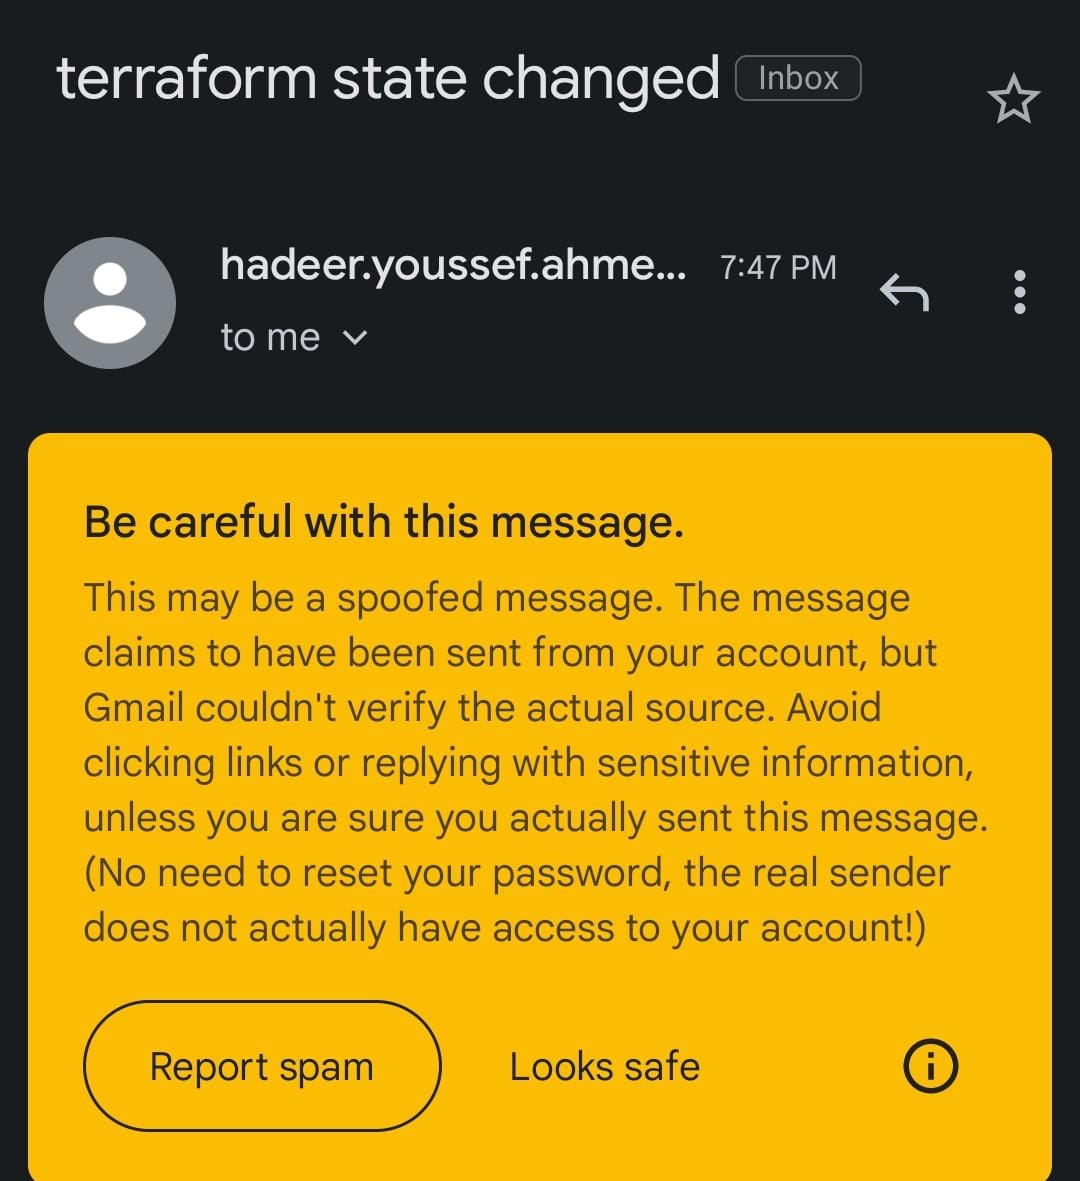 terraform state changed Inbox
hadeer.youssef.ahme... 7:47 PM
to me
Be careful with this message.
This may be a spoofed message. The message
claims to have been sent from your account, but
Gmail couldn't verify the actual source. Avoid
clicking links or replying with sensitive information,
unless you are sure you actually sent this message.
(No need to reset your password, the real sender
does not actually have access to your account!)
Report spam Looks safe